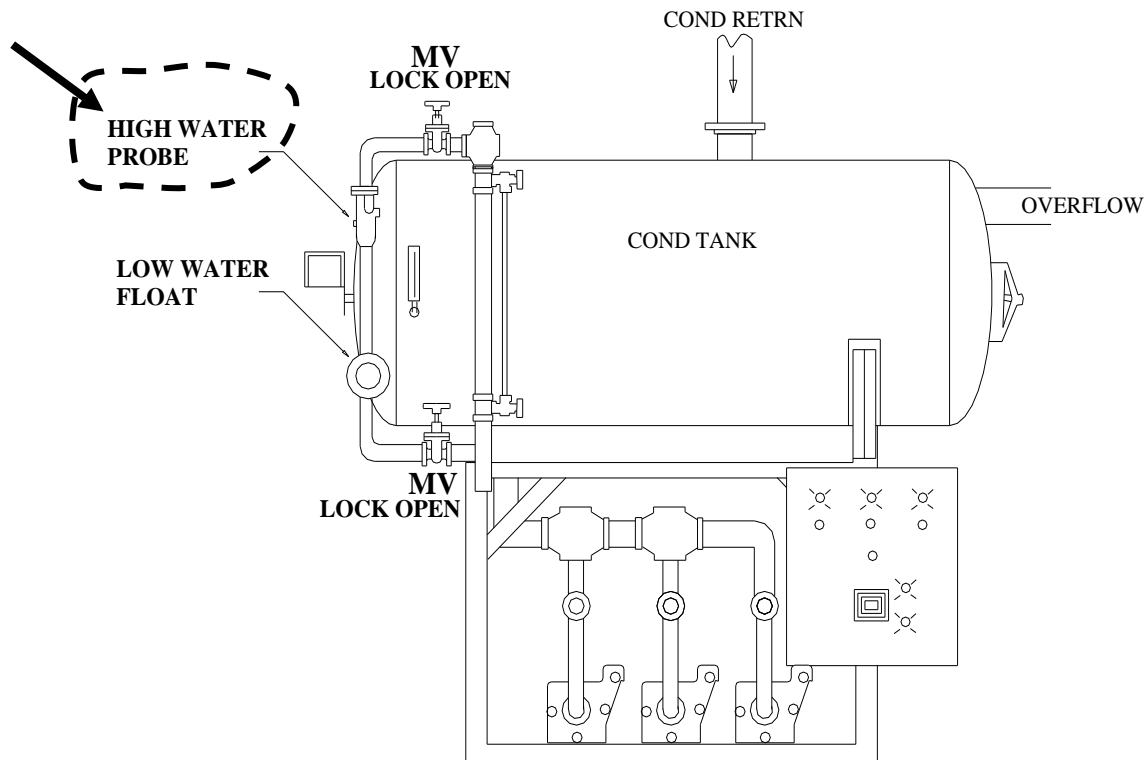 COND RETRN
MV
LOCK OPEN
HIGH WATER
PROBE
OVERFLOW
COND TANK
LOW WATER
FLOAT
MV
LOCK OPEN